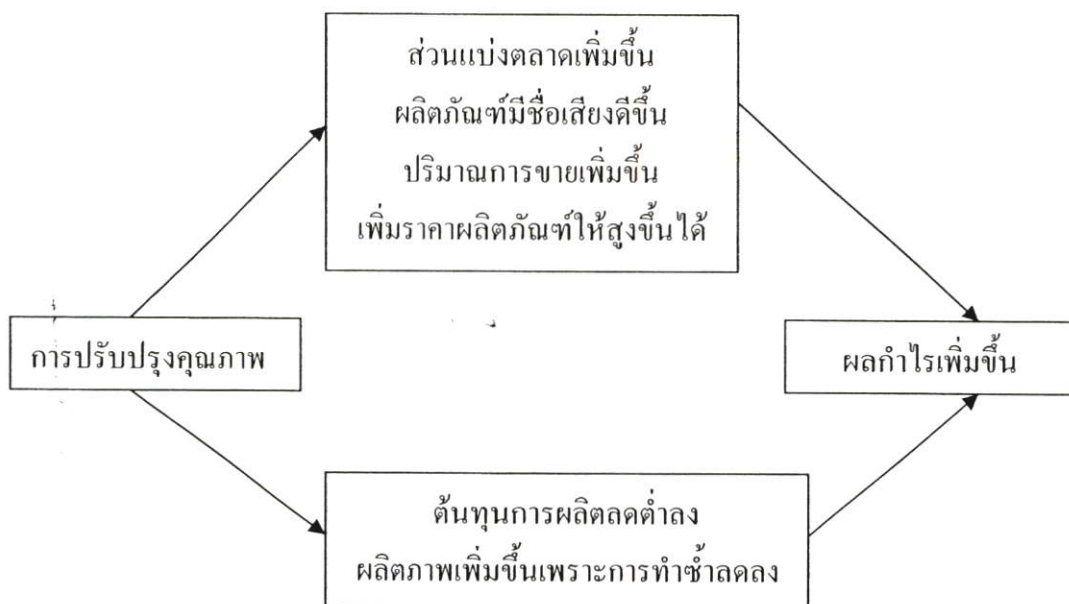 ส่วนแบ่งตลาดเพิ่มขึ้น
ผลิตภัณฑ์มีชื่อเสียงดีขึ้น
ปริมาณการขายเพิ่มขึ้น
เพิ่มราคาผลิตภัณฑ์ให้สูงขึ้นได้
การปรับปรุงคุณภาพ
ผลกำไรเพิ่มขึ้น
ต้นทุนการผลิตลดต่ำลง
ผลิตภาพเพิ่มขึ้นเพราะการทำซ้ำลดลง